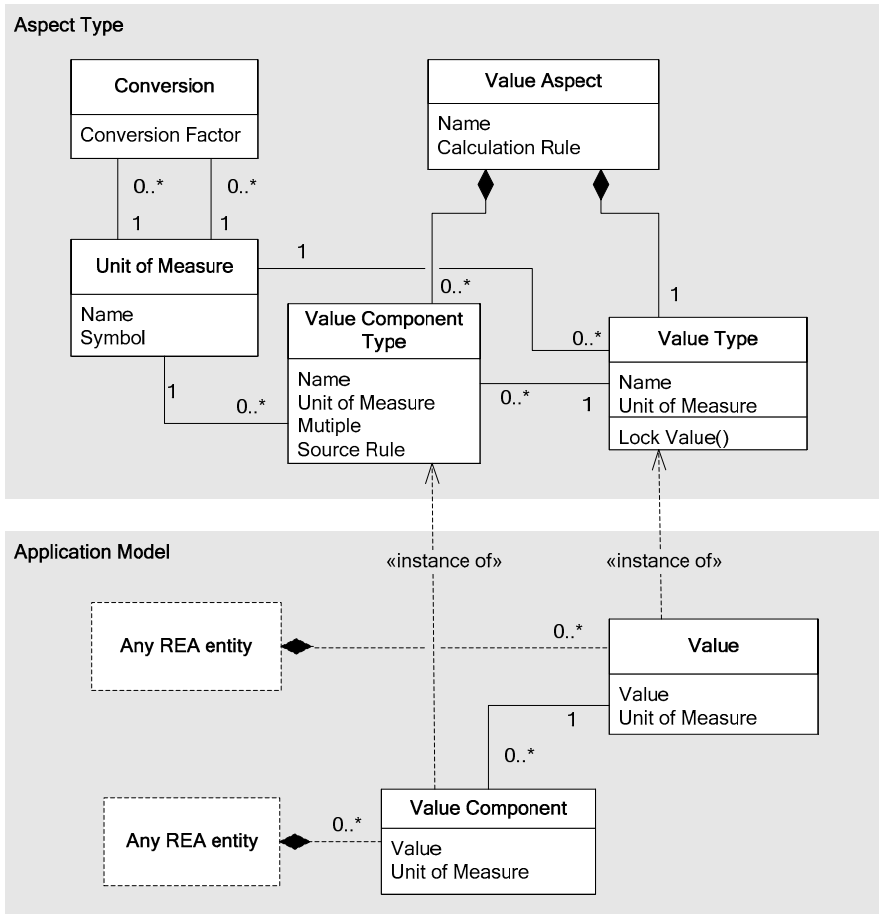 Aspect Type
Conversion
Conversion Factor
Value Aspect
Name
Calculation Rule
0..*
0..*
1
1
Unit of Measure
Name
Symbol
1
0..*
1
Value Component
Type
Name
Unit of Measure
Mutiple
Source Rule
0..*
Value Type
Name
Unit of Measure
Lock Value()
1
0..*
0..*
1
Application Model
«instance of»
«instance of»
Any REA entity
0..*
Value
Value
Unit of Measure
1
0..*
Any REA entity
0..*
Value Component
Value
Unit of Measure